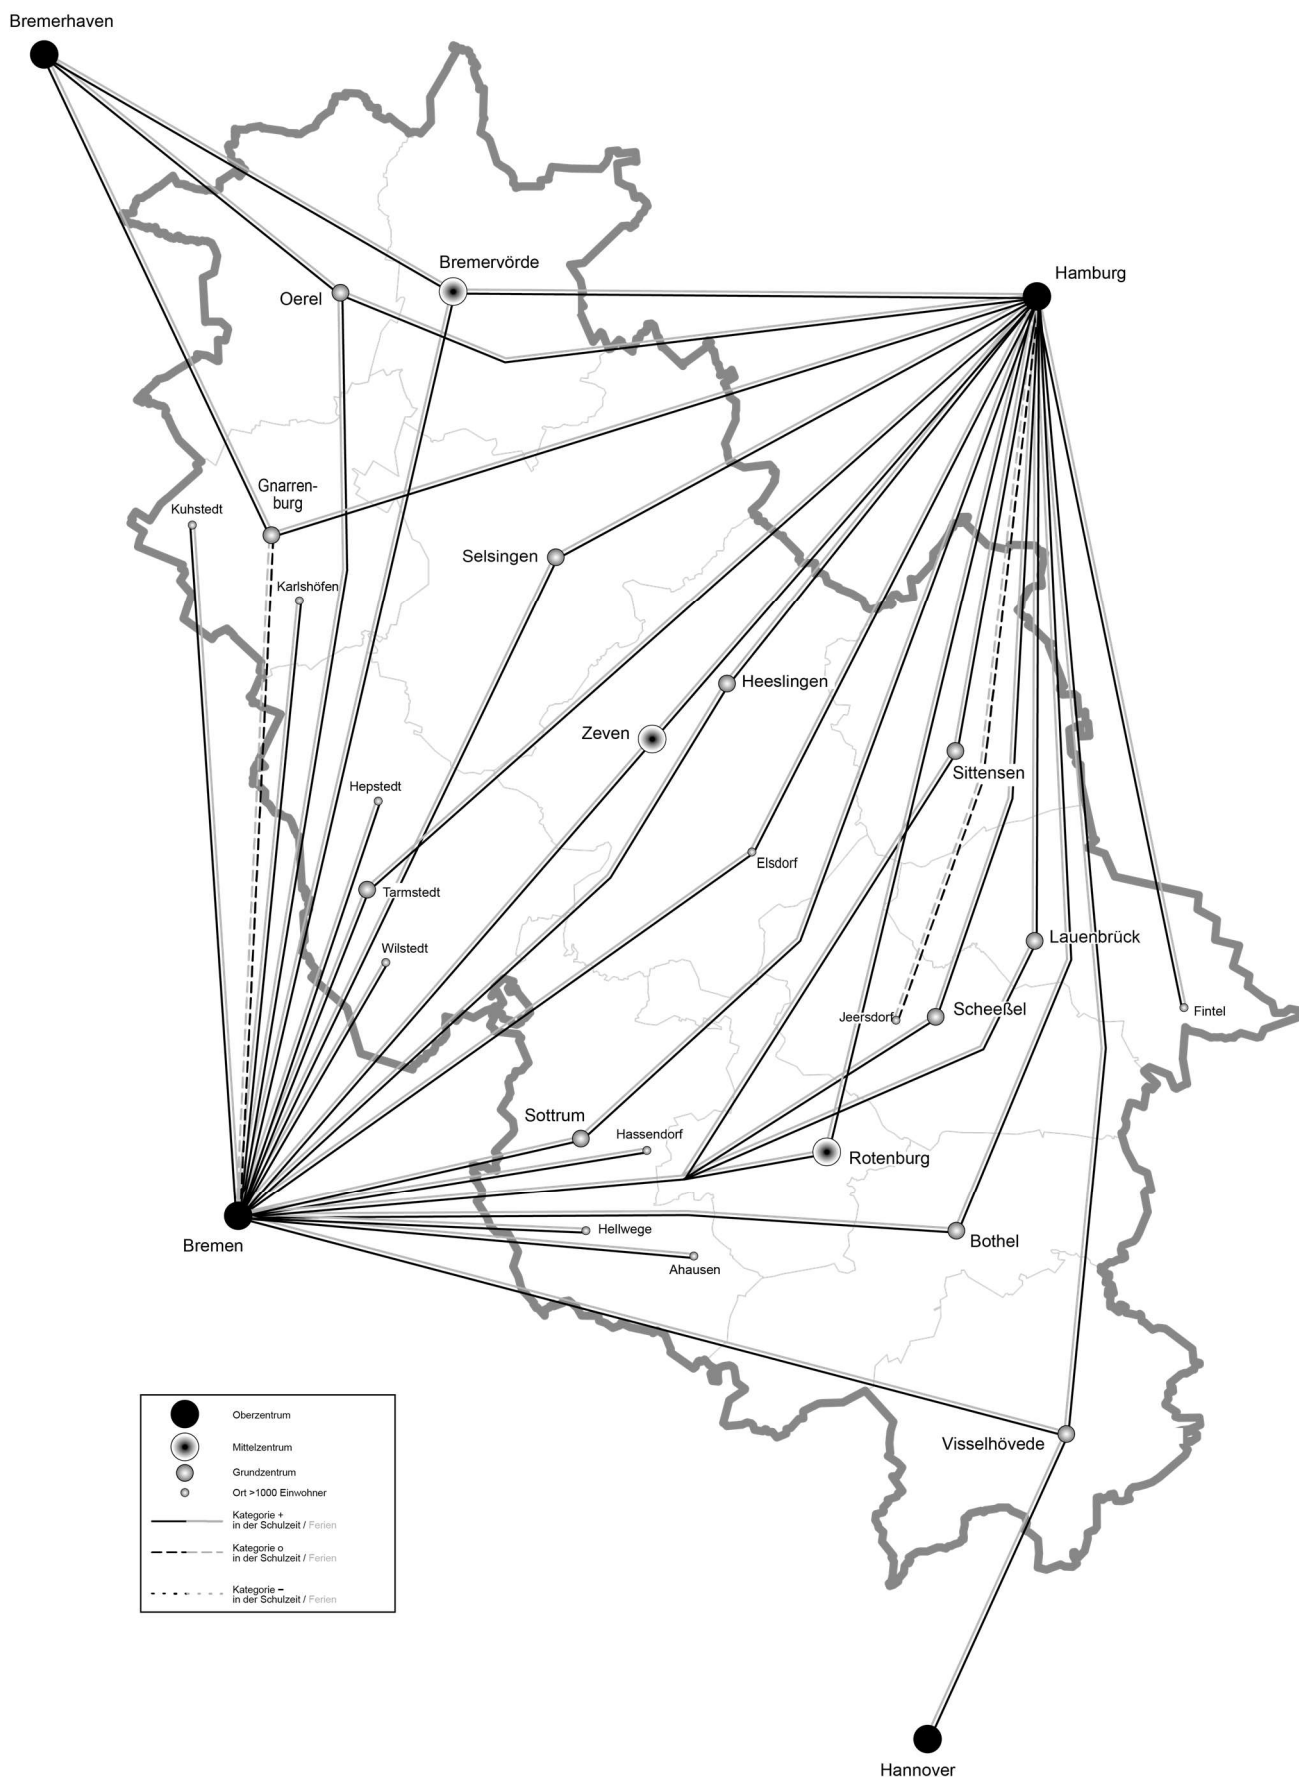 Bremerhaven
Bremervörde
Hamburg
Oerel
Gnarren-
burg
Kuhstedt
Selsingen
Karlshöfen
Heeslingen
Zeven
Sittensen
Hepstedt
Elsdorf
Tarmstedt
Lauenbrück
Wilstedt
Scheeßel
Fintel
Jeersdorf
Sottrum
Hassendorf
Rotenburg
Hellwege
Bothel
Bremen
Ahausen
Visselhövede
Oberzentrum
Mittelzentrum
Grundzentrum
Ort >1000 Einwohner
Kategorie +
in der Schulzeit / Ferien
Kategorie o
in der Schulzeit / Ferien
Kategorie –
in der Schulzeit / Ferien
Hannover